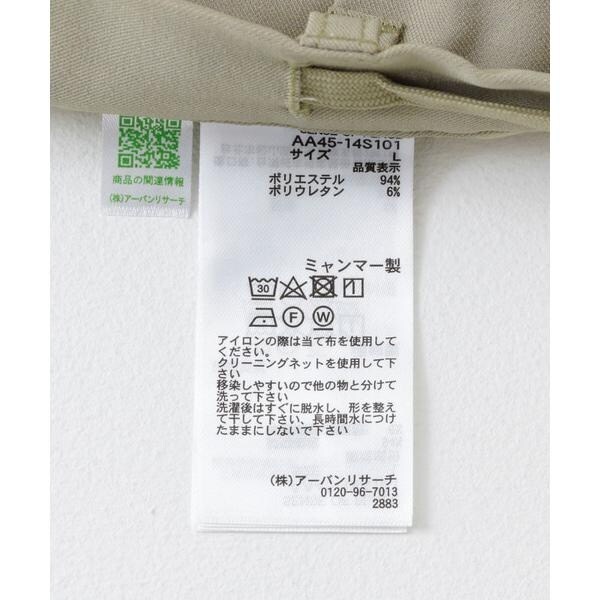 商品の関連情報
(株)アーバンリサーチ
AA45-14S101
サイズ L
品質表示
ポリエステル 94%
ポリウレタン 6%
ミャンマー製
30
F W
アイロンの際は当て布を使用して
ください。
クリーニングネットを使用して下
さい
移染しやすいので他の物と分けて
洗って下さい
洗濯後はすぐに脱水し、形を整え
て干して下さい、長時間水につけ
たままにしないで下さい
(株)アーバンリサーチ
0120-96-7013
2883